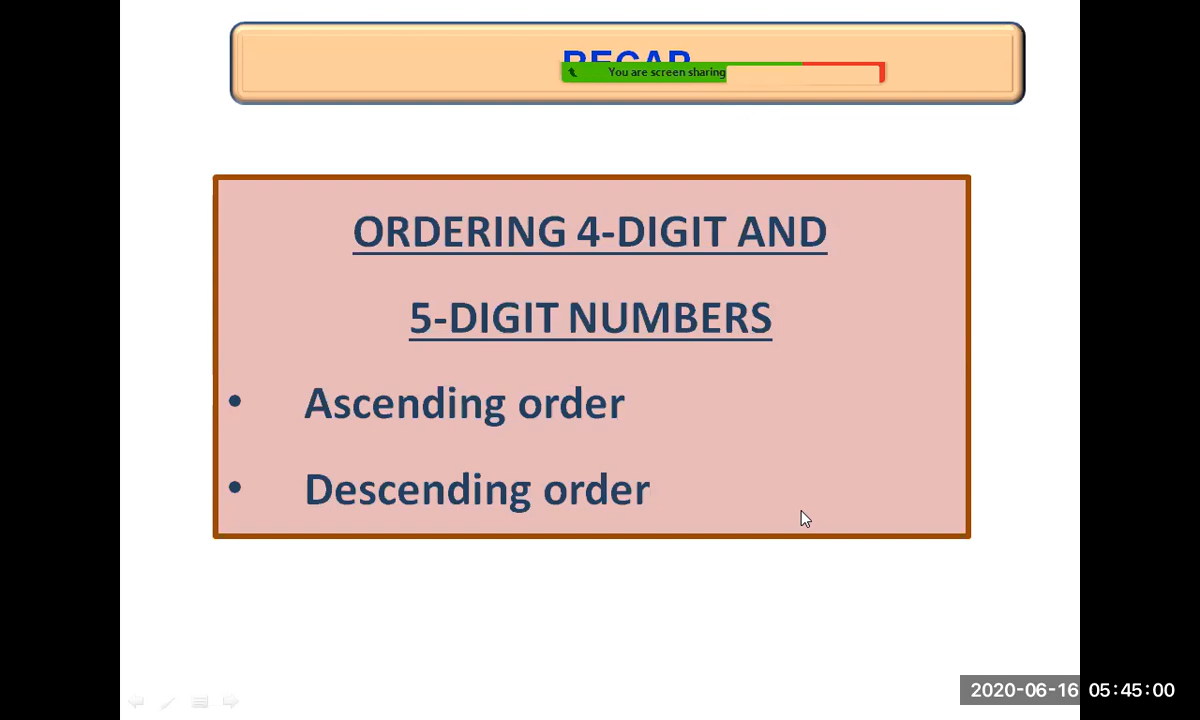 RECAP
You are screen sharing
ORDERING 4-DIGIT AND
5-DIGIT NUMBERS
• Ascending order
• Descending order
2020-06-16 05:45:00